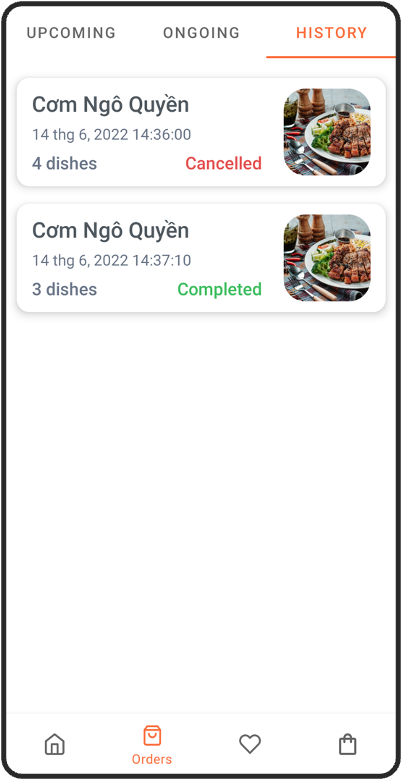 UPCOMING ONGOING HISTORY
Cơm Ngô Quyền
14 thg 6, 2022 14:36:00
4 dishes Cancelled
Cơm Ngô Quyền
14 thg 6, 2022 14:37:10
3 dishes Completed
Orders